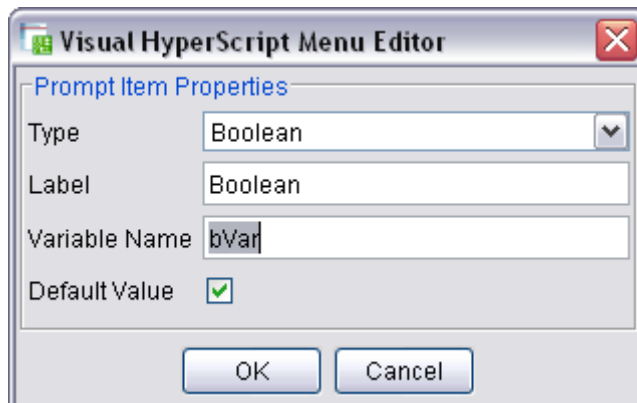 Visual HyperScript Menu Editor
Prompt Item Properties
Type Boolean
Label Boolean
Variable Name bVar
Default Value
OK Cancel